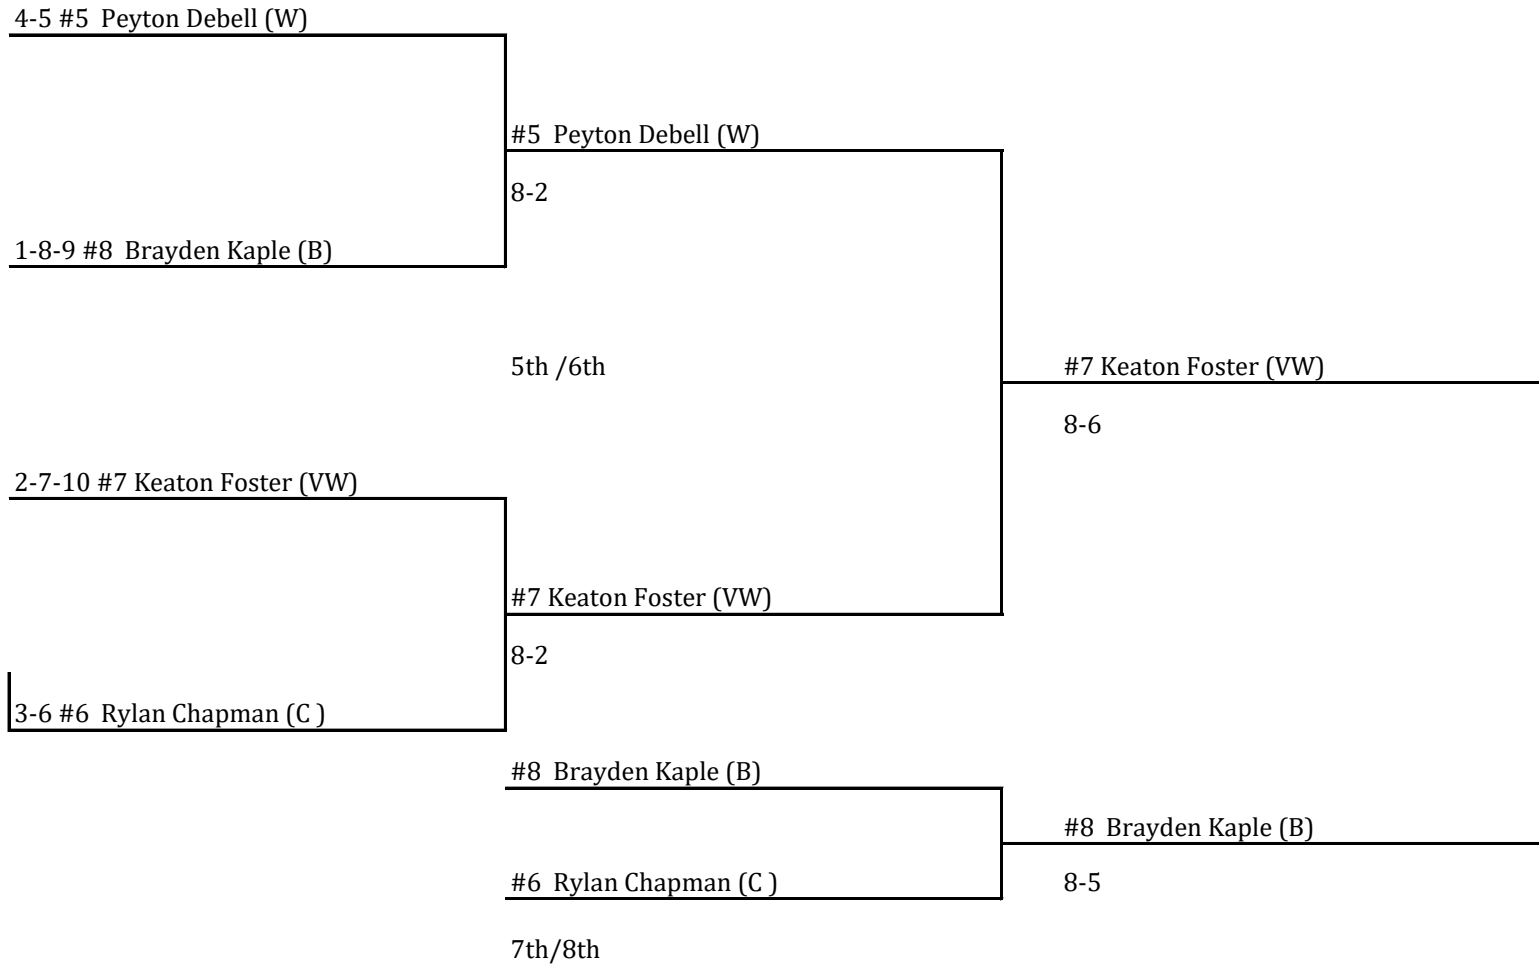 4-5 #5  Peyton Debell (W)
#5  Peyton Debell (W)
8-2
1-8-9 #8  Brayden Kaple (B)
5th /6th
#7 Keaton Foster (VW)
8-6
2-7-10 #7 Keaton Foster (VW)
#7 Keaton Foster (VW)
8-2
3-6 #6  Rylan Chapman (C )
#8  Brayden Kaple (B)
#8  Brayden Kaple (B)
#6  Rylan Chapman (C )
8-5
7th/8th